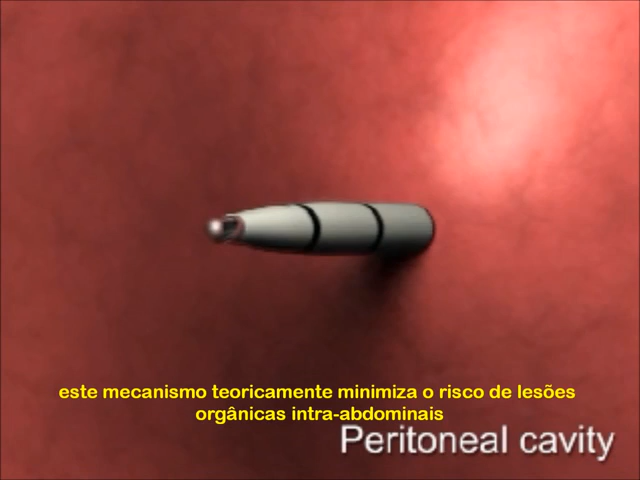 este mecanismo teoricamente minimiza o risco de lesões
orgânicas intra-abdominais
Peritoneal cavity